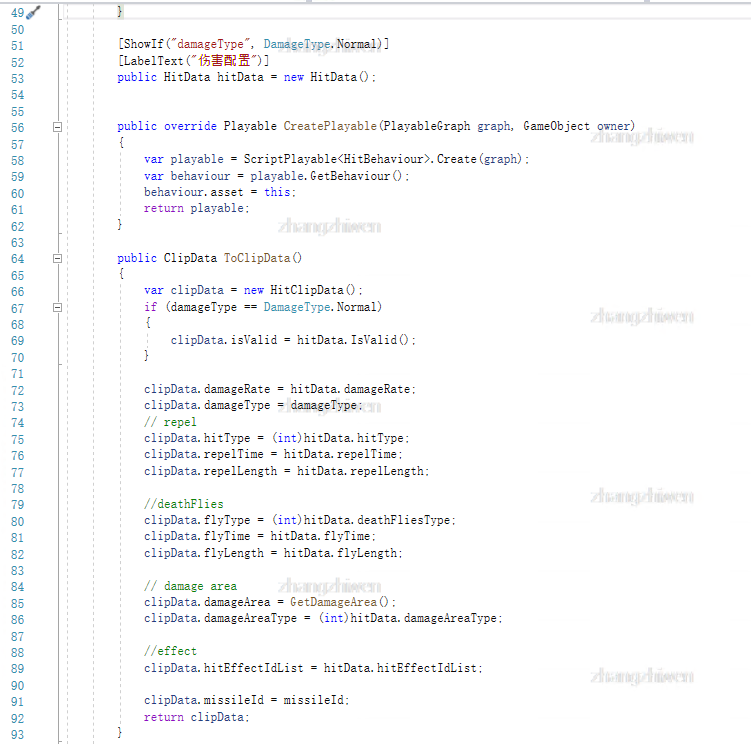 49 }
50
51 [ShowIf("damageType", DamageType.Normal)]
52 [LabelText("伤害配置")]
53 public HitData hitData = new HitData();
54
55
56 public override Playable CreatePlayable(PlayableGraph graph, GameObject owner)
57 {
58 var playable = ScriptPlayable<HitBehaviour>.Create(graph);
59 var behaviour = playable.GetBehaviour();
60 behaviour.asset = this;
61 return playable;
62 }
63
64 public ClipData ToClipData()
65 {
66 var clipData = new HitClipData();
67 if (damageType == DamageType.Normal)
68 {
69 clipData.isValid = hitData.IsValid();
70 }
71
72 clipData.damageRate = hitData.damageRate;
73 clipData.damageType = damageType;
74 // repel
75 clipData.hitType = (int)hitData.hitType;
76 clipData.repelTime = hitData.repelTime;
77 clipData.repelLength = hitData.repelLength;
78
79 //deathFlies
80 clipData.flyType = (int)hitData.deathFliesType;
81 clipData.flyTime = hitData.flyTime;
82 clipData.flyLength = hitData.flyLength;
83
84 // damage area
85 clipData.damageArea = GetDamageArea();
86 clipData.damageAreaType = (int)hitData.damageAreaType;
87
88 //effect
89 clipData.hitEffectIdList = hitData.hitEffectIdList;
90
91 clipData.missileId = missileId;
92 return clipData;
93 }
zhangzhiwen
zhangzhiwen
zhangzhiwen
zhangzhiwen
zhangzhiwen
zhangzhiwen
zhangzhiwen
zhangzhiwen